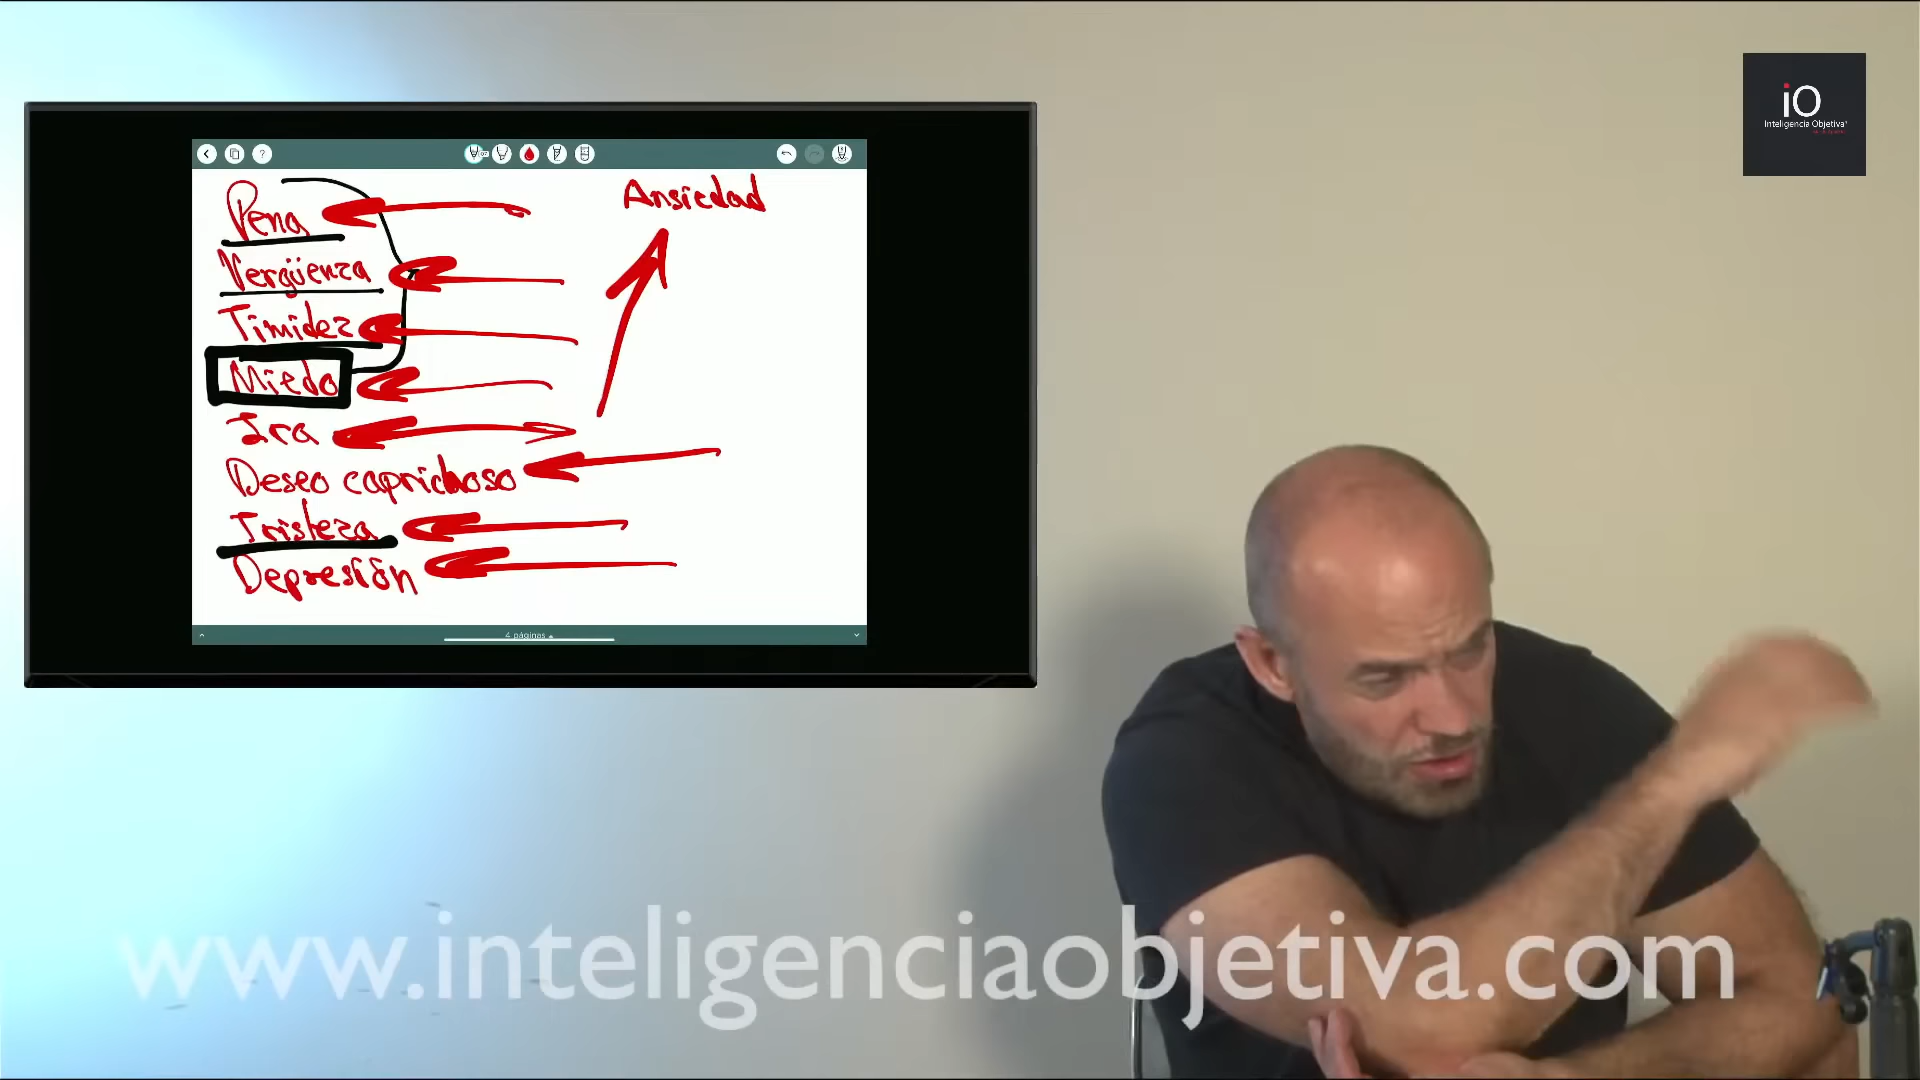 iO
Inteligencia Objetiva
Ansiedad
Pena
Vergüenza
Timidez
Miedo
Ira
Deseo caprichoso
Tristeza
Depresión
4 páginas
www.inteligenciaobjetiva.com